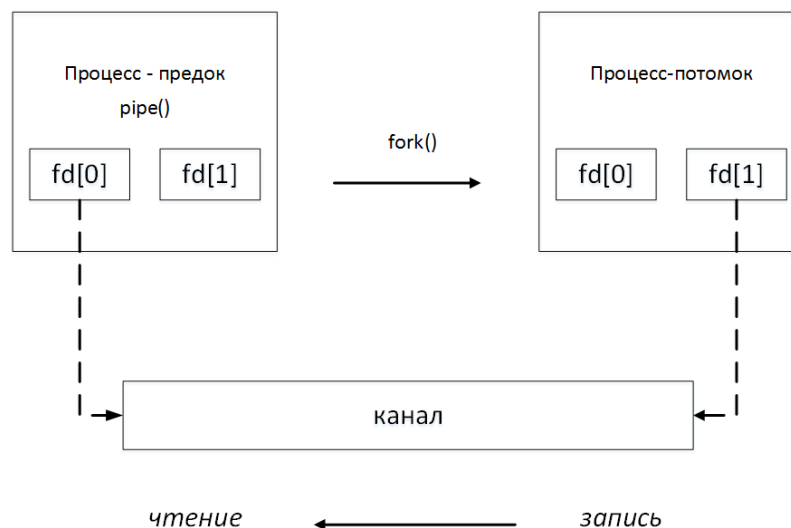 Процесс - предок
pipe()
fd[0]
fd[1]
fork()
Процесс-потомок
fd[0]
fd[1]
канал
чтение
запись